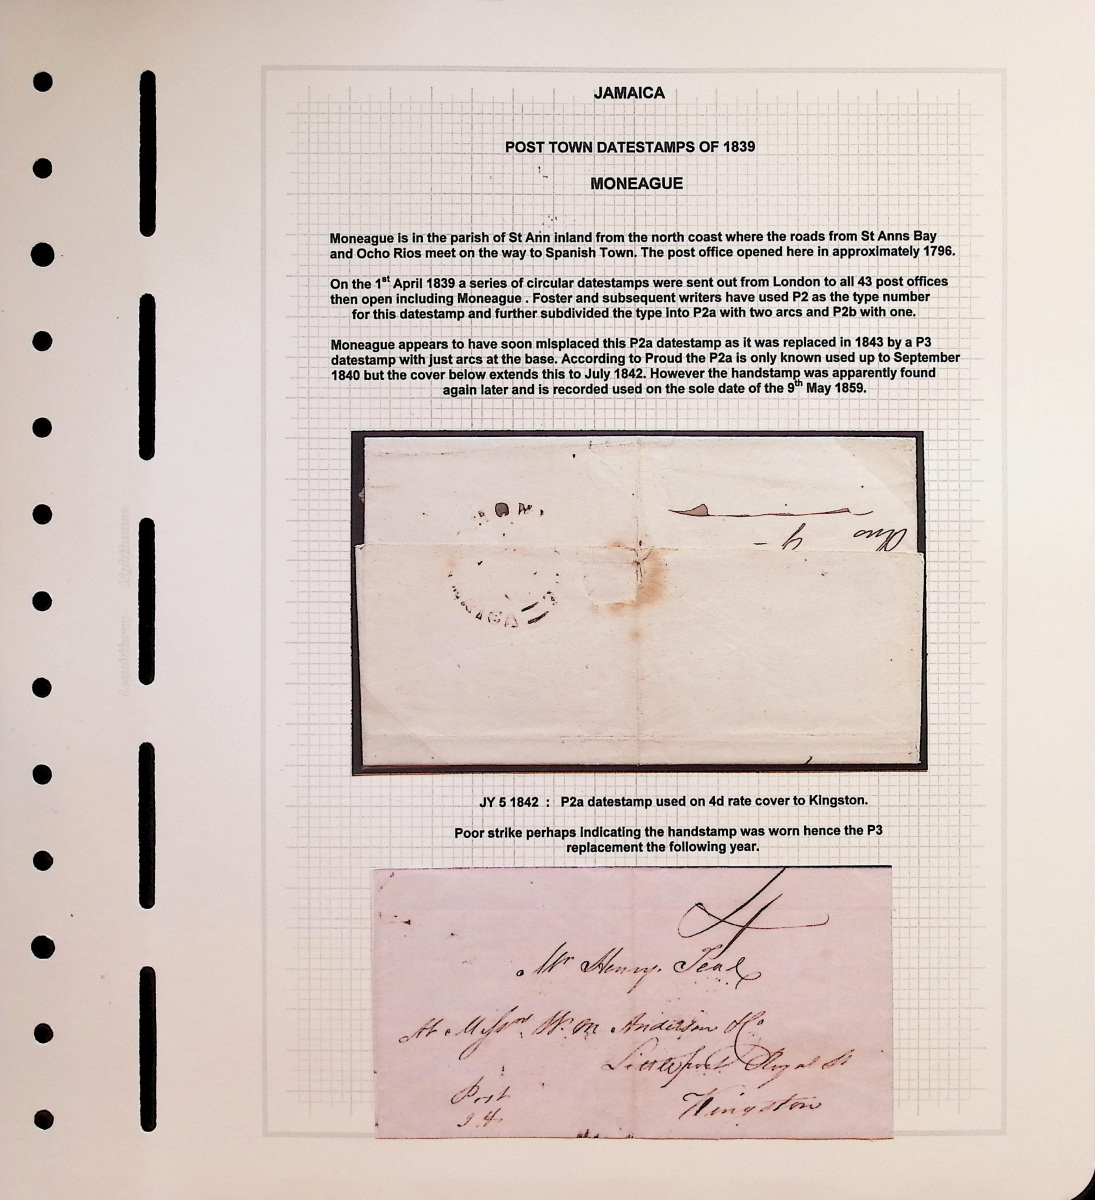 JAMAICA
POST TOWN DATESTAMPS OF 1839
MONEAGUE
Moneague is in the parish of St Ann inland from the north coast where the roads from St Anns Bay
and Ocho Rios meet on the way to Spanish Town. The post office opened here in approximately 1796.
On the 1st April 1839 a series of circular datestamps were sent out from London to all 43 post offices
then open including Moneague . Foster and subsequent writers have used P2 as the type number
for this datestamp and further subdivided the type into P2a with two arcs and P2b with one.
Moneague appears to have soon misplaced this P2a datestamp as it was replaced in 1843 by a P3
datestamp with just arcs at the base. According to Proud the P2a is only known used up to September
1840 but the cover below extends this to July 1842. However the handstamp was apparently found
again later and is recorded used on the sole date of the 9th May 1859.
JY 5 1842 : P2a datestamp used on 4d rate cover to Kingston.
Poor strike perhaps indicating the handstamp was worn hence the P3
replacement the following year.
4
Mr Henry Teal
At Messrs Wm Anderson & Co
Royal St
Post
Kingston